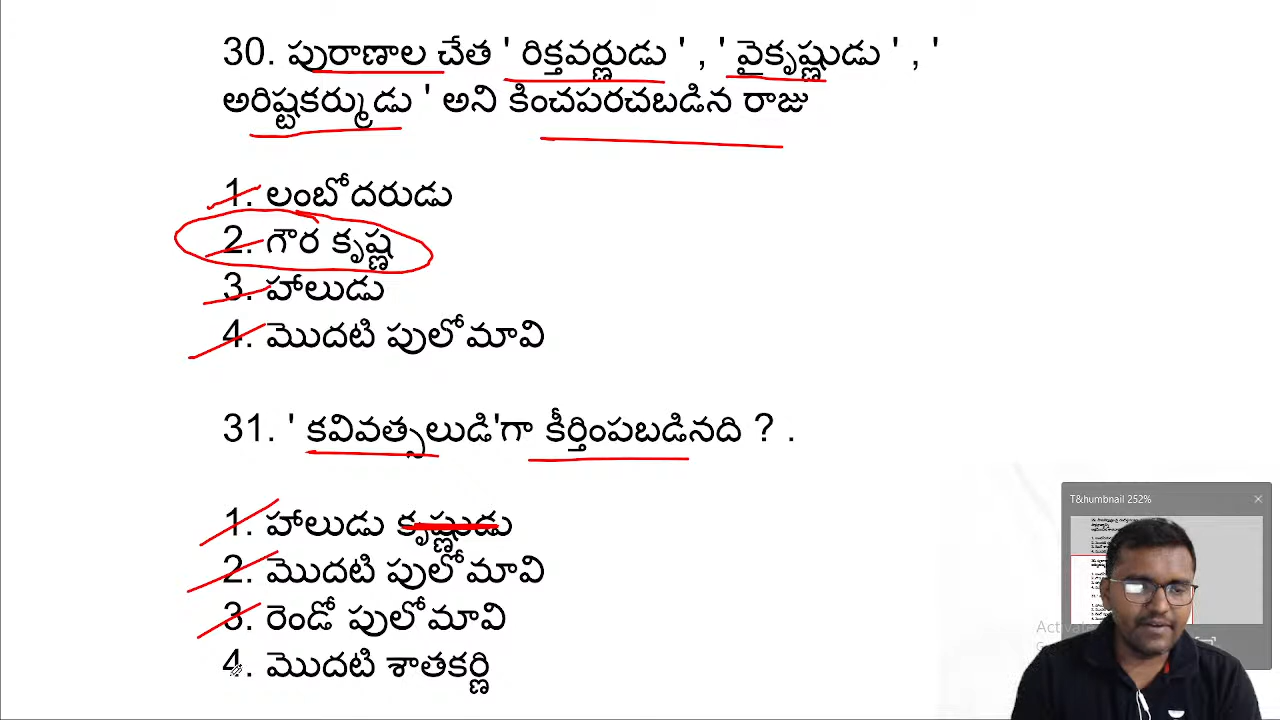 30. పురాణాల చేత ' రిక్తవర్ణుడు ' , ' వైకృష్ణుడు ' , '
అరిష్టకర్ముడు ' అని కించపరచబడిన రాజు
1. లంబోదరుడు
2. గౌర కృష్ణ
3. హాలుడు
4. మొదటి పులోమావి
31. ' కవివత్సలుడి'గా కీర్తింపబడినది ? .
1. హాలుడు కృష్ణుడు
2. మొదటి పులోమావి
3. రెండో పులోమావి
4. మొదటి శాతకర్ణి
T&humbnail 252%